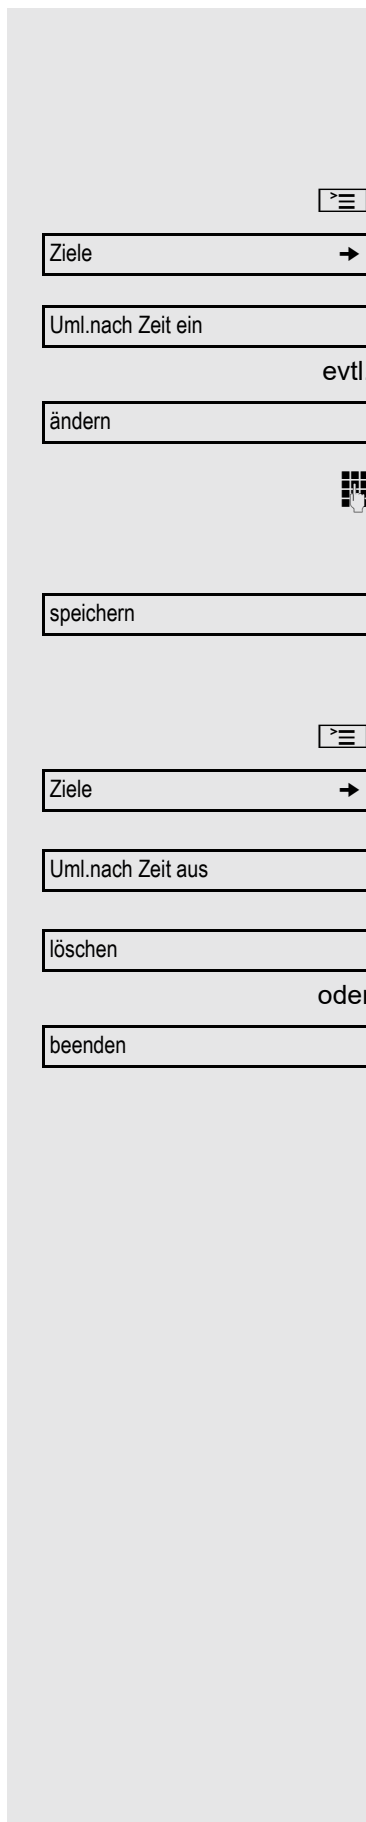 Ziele
Uml.nach Zeit ein
evtl.
ändern
speichern
Ziele
Uml.nach Zeit aus
löschen
oder
beenden